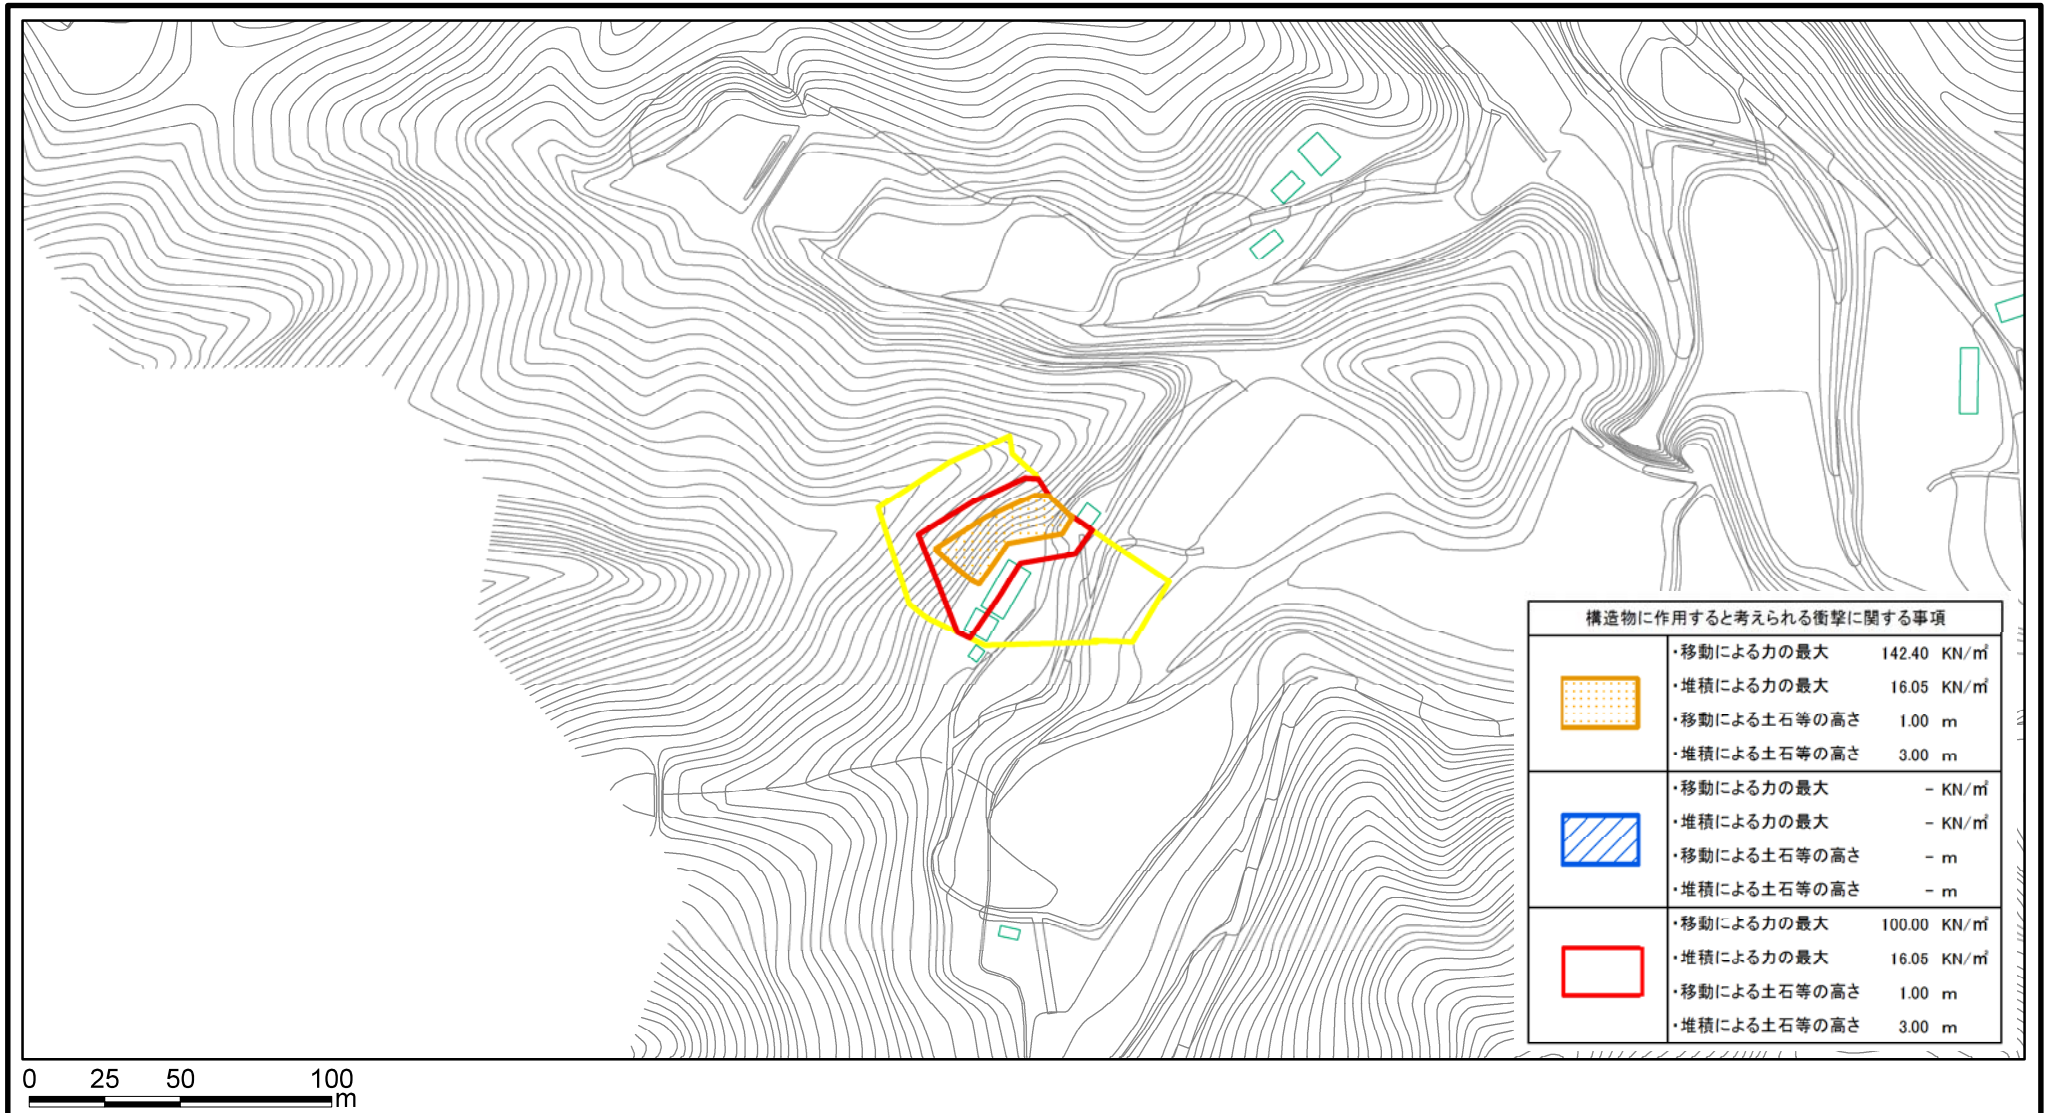 構造物に作用すると考えられる衝撃に関する事項
・移動による力の最大 142.40 KN/㎡
・堆積による力の最大 16.05 KN/㎡
・移動による土石等の高さ 1.00 m
・堆積による土石等の高さ 3.00 m
・移動による力の最大 - KN/㎡
・堆積による力の最大 - KN/㎡
・移動による土石等の高さ - m
・堆積による土石等の高さ - m
・移動による力の最大 100.00 KN/㎡
・堆積による力の最大 16.05 KN/㎡
・移動による土石等の高さ 1.00 m
・堆積による土石等の高さ 3.00 m
0 25 50 100
m